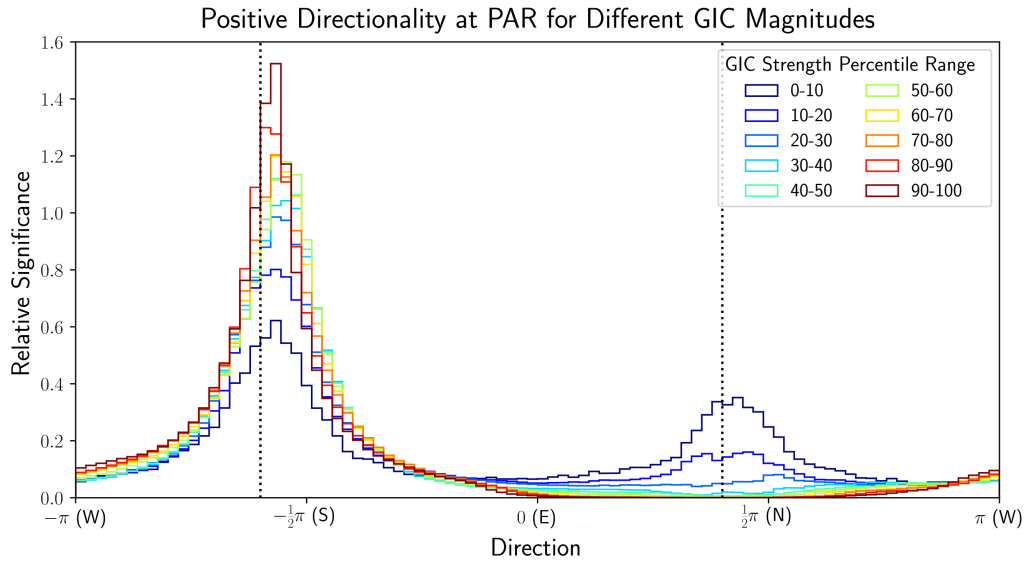 Positive Directionality at PAR for Different GIC Magnitudes
Relative Significance
1.6
1.4
1.2
1.0
0.8
0.6
0.4
0.2
0.0
GIC Strength Percentile Range
0-10 50-60
10-20 60-70
20-30 70-80
30-40 80-90
40-50 90-100
−π (W) −½π (S) 0 (E) ½π (N) π (W)
Direction